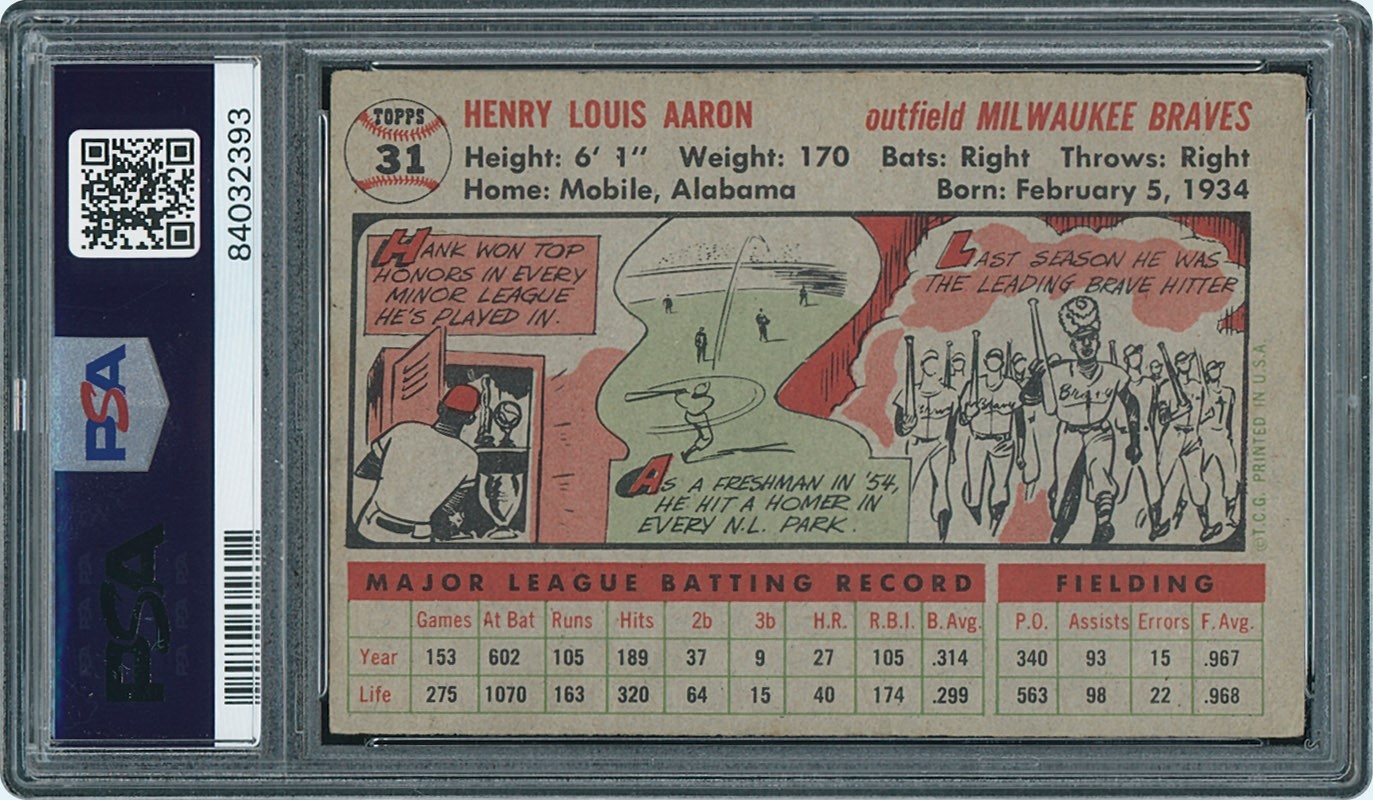 84032393
PSA
PSA
TOPPS
31
HENRY LOUIS AARON
outfield MILWAUKEE BRAVES
Height: 6' 1" Weight: 170 Bats: Right Throws: Right
Home: Mobile, Alabama Born: February 5, 1934
HANK WON TOP
HONORS IN EVERY
MINOR LEAGUE
HE'S PLAYED IN.
AS A FRESHMAN IN '54,
HE HIT A HOMER IN
EVERY N.L. PARK.
LAST SEASON HE WAS
THE LEADING BRAVE HITTER
Braves
©T.C.G. PRINTED IN U.S.A.
MAJOR LEAGUE BATTING RECORD FIELDING
Games At Bat Runs Hits 2b 3b H.R. R.B.I. B. Avg. P.O. Assists Errors F. Avg.
Year 153 602 105 189 37 9 27 105 .314 340 93 15 .967
Life 275 1070 163 320 64 15 40 174 .299 563 98 22 .968